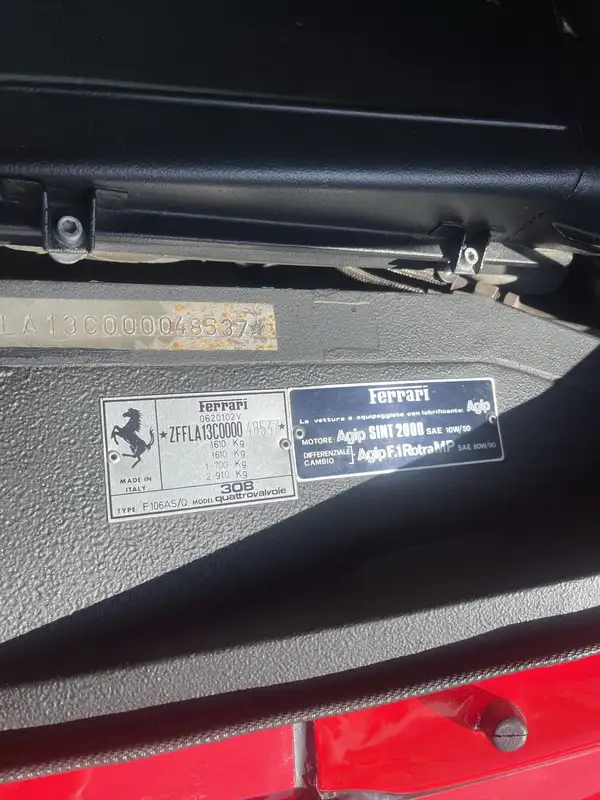 LA13C000048537
Ferrari
0620102V
★ZFFLA13C0000 48537★
1610 Kg
1610 Kg
1-700 Kg
2-910 Kg
MADE IN
ITALY
TYPE F106AS/Q MODEL 308
quattrovalvole
Ferrari
La vettura è equipaggiata con lubrificante: Agip
MOTORE: Agip SINT 2000 SAE 10W/50
DIFFERENZIALE
CAMBIO
Agip F.1 Rotra MP SAE 80W/90